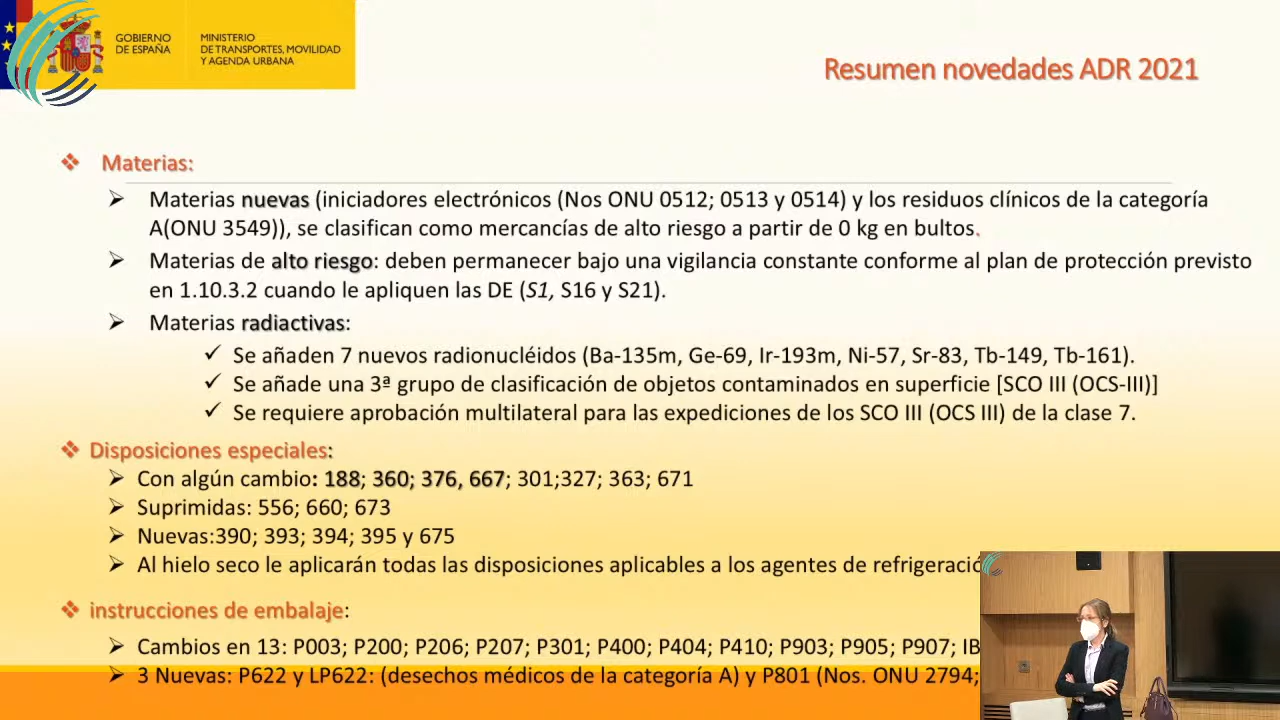 GOBIERNO
DE ESPAÑA
MINISTERIO
DE TRANSPORTES, MOVILIDAD
Y AGENDA URBANA
Resumen novedades ADR 2021
Materias:
Materias nuevas (iniciadores electrónicos (Nos ONU 0512; 0513 y 0514) y los residuos clínicos de la categoría
A(ONU 3549)), se clasifican como mercancías de alto riesgo a partir de 0 kg en bultos.
Materias de alto riesgo: deben permanecer bajo una vigilancia constante conforme al plan de protección previsto
en 1.10.3.2 cuando le apliquen las DE (S1, S16 y S21).
Materias radiactivas:
Se añaden 7 nuevos radionucléidos (Ba-135m, Ge-69, Ir-193m, Ni-57, Sr-83, Tb-149, Tb-161).
Se añade una 3ª grupo de clasificación de objetos contaminados en superficie [SCO III (OCS-III)]
Se requiere aprobación multilateral para las expediciones de los SCO III (OCS III) de la clase 7.
Disposiciones especiales:
Con algún cambio: 188; 360; 376, 667; 301;327; 363; 671
Suprimidas: 556; 660; 673
Nuevas:390; 393; 394; 395 y 675
Al hielo seco le aplicarán todas las disposiciones aplicables a los agentes de refrigeració
instrucciones de embalaje:
Cambios en 13: P003; P200; P206; P207; P301; P400; P404; P410; P903; P905; P907; IB
3 Nuevas: P622 y LP622: (desechos médicos de la categoría A) y P801 (Nos. ONU 2794;